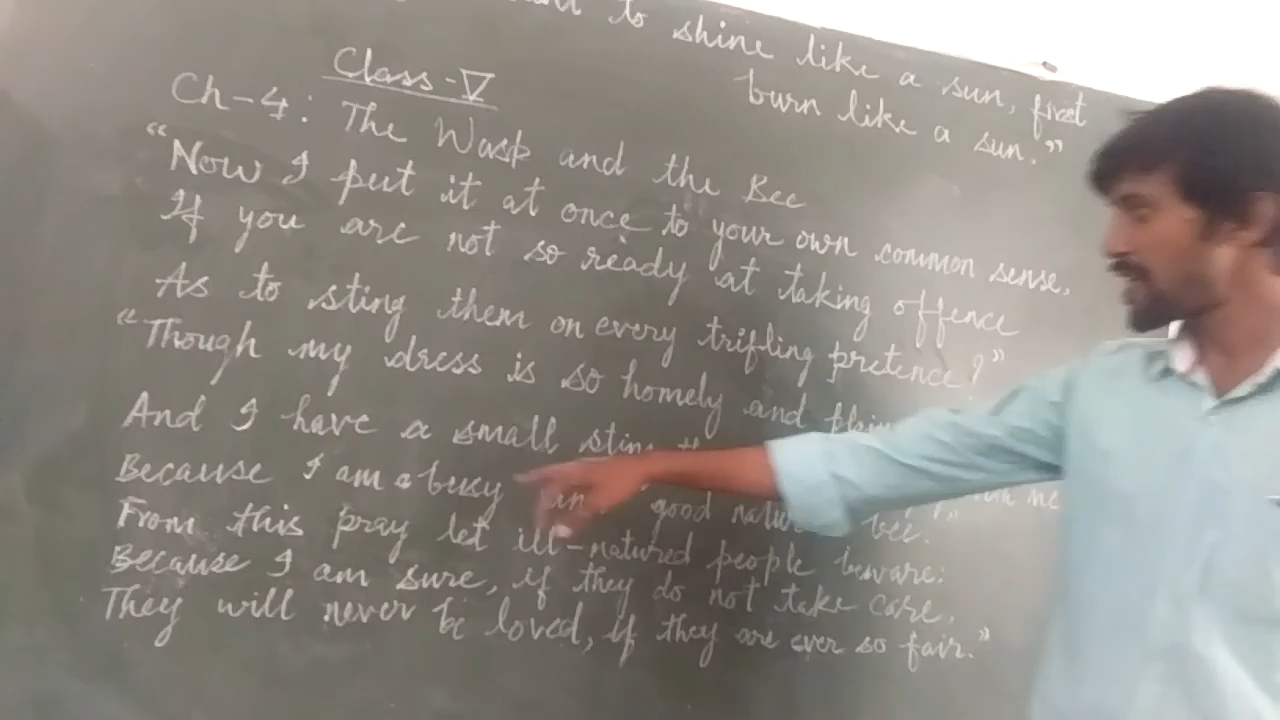 to shine like a sun, first
burn like a sun."
Class-V
Ch-4: The Wasp and the Bee
"Now I put it at once to your own common sense,
If you are not so ready at taking offence
As to sting them on every trifling pretence?"
"Though my dress is so homely and plain
And I have a small sting
Because I am a busy good bee."
From this pray let ill-natured people beware:
Because I am sure, if they do not take care,
They will never be loved, if they are ever so fair."